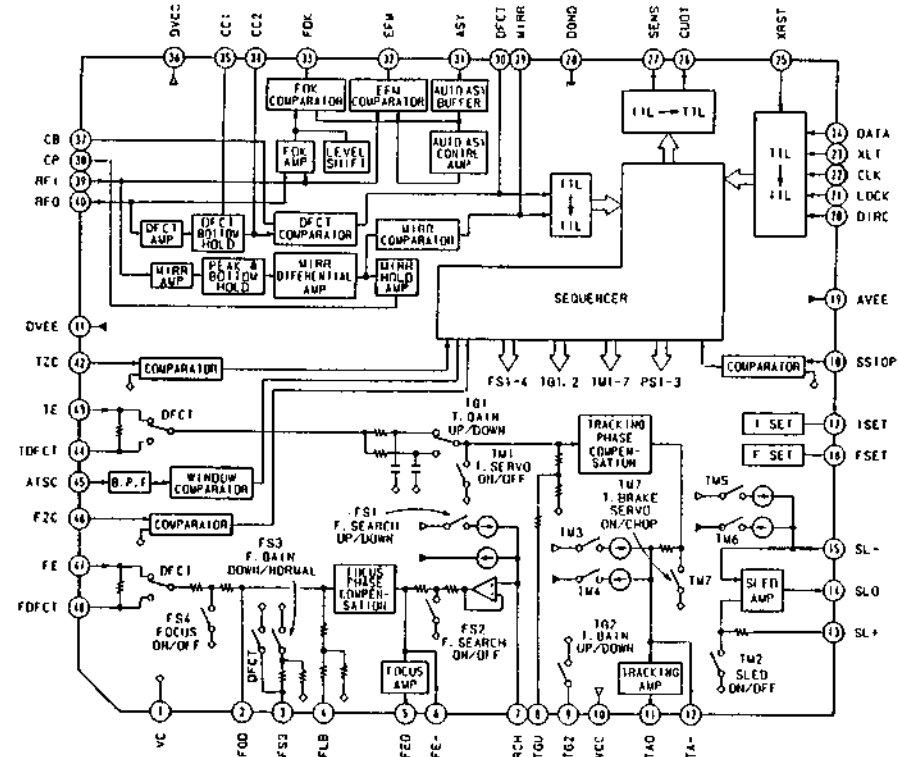 DVCC
CC1
CC2
FOK
EFM
ASY
DFCT
MIRR
DGND
SENS
COUT
XRST
36
35
34
33
32
31
30
29
28
27
26
25
FOK
COMPARATOR
EFM
COMPARATOR
AUTO ASY
BUFFER
IIL → TTL
CB 37
CP 38
RFI 39
RFO 40
FOK
AMP
LEVEL
SHIFT
AUTO ASY
CONTRL
AMP
TTL
↓
IIL
24 DATA
23 XLT
22 CLK
21 LOCK
20 DIRC
DFCT
AMP
DFCT
BOTTOM
HOLD
DFCT
COMPARATOR
MIRR
COMPARATOR
MIRR
AMP
PEAK &
BOTTOM
HOLD
MIRR
DIFERENTIAL
AMP
MIRR
HOLD
AMP
SEQUENCER
19 AVEE
DVEE 41
TZC 42
COMPARATOR
FS1-4 TG1.2 TM1-7 PS1-3
COMPARATOR
18 SSTOP
TE 43
DFCT
TG1
T. GAIN
UP/DOWN
TRACKING
PHASE
COMPEN-
SATION
I SET
17 ISET
TDFCT 44
TM1
T. SERVO
ON/OFF
F SET
16 FSET
ATSC 45
B.P.F
WINDOW
COMPARATOR
TM7
T. BRAKE
SERVO
ON/CHOP
TM5
FZC 46
COMPARATOR
FS1
F. SEARCH
UP/DOWN
TM3
TM6
15 SL-
FE 47
DFCT
FS3
F. GAIN
DOWN/NORMAL
FOCUS
PHASE
COMPEN-
SATION
TM4
TM7
SLED
AMP
14 SLO
FDFCT 48
FS4
FOCUS
ON/OFF
DFCT
FS2
F. SEARCH
ON/OFF
TG2
T. GAIN
UP/DOWN
13 SL+
TM2
SLED
ON/OFF
FOCUS
AMP
TRACKING
AMP
1
2
3
4
5
6
7
8
9
10
11
12
VC
FGD
FS3
FLB
FEO
FE-
RCH
TGU
TG2
VCC
TAO
TA-